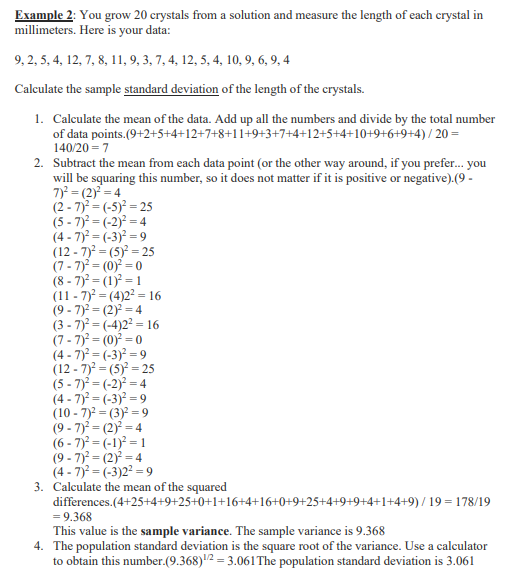 Example 2: You grow 20 crystals from a solution and measure the length of each crystal in
millimeters. Here is your data:
9, 2, 5, 4, 12, 7, 8, 11, 9, 3, 7, 4, 12, 5, 4, 10, 9, 6, 9, 4
Calculate the sample standard deviation of the length of the crystals.
1. Calculate the mean of the data. Add up all the numbers and divide by the total number
of data points.(9+2+5+4+12+7+8+11+9+3+7+4+12+5+4+10+9+6+9+4) / 20 =
140/20 = 7
2. Subtract the mean from each data point (or the other way around, if you prefer... you
will be squaring this number, so it does not matter if it is positive or negative).(9 -
7)² = (2)² = 4
(2 - 7)² = (-5)² = 25
(5 - 7)² = (-2)² = 4
(4 - 7)² = (-3)² = 9
(12 - 7)² = (5)² = 25
(7 - 7)² = (0)² = 0
(8 - 7)² = (1)² = 1
(11 - 7)² = (4)2² = 16
(9 - 7)² = (2)² = 4
(3 - 7)² = (-4)2² = 16
(7 - 7)² = (0)² = 0
(4 - 7)² = (-3)² = 9
(12 - 7)² = (5)² = 25
(5 - 7)² = (-2)² = 4
(4 - 7)² = (-3)² = 9
(10 - 7)² = (3)² = 9
(9 - 7)² = (2)² = 4
(6 - 7)² = (-1)² = 1
(9 - 7)² = (2)² = 4
(4 - 7)² = (-3)2² = 9
3. Calculate the mean of the squared
differences.(4+25+4+9+25+0+1+16+4+16+0+9+25+4+9+9+4+1+4+9) / 19 = 178/19
= 9.368
This value is the sample variance. The sample variance is 9.368
4. The population standard deviation is the square root of the variance. Use a calculator
to obtain this number.(9.368)¹/² = 3.061The population standard deviation is 3.061